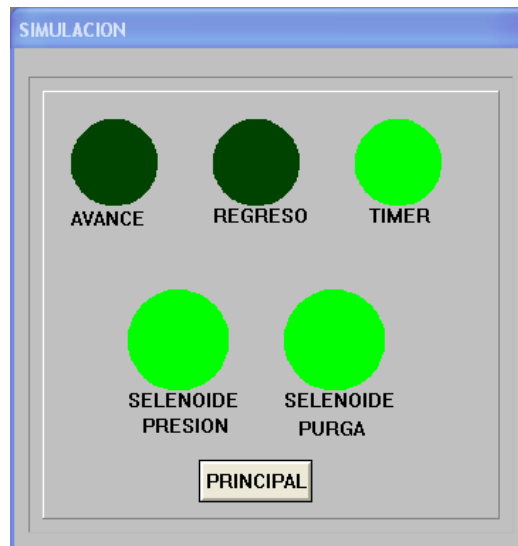 SIMULACION
AVANCE
REGRESO
TIMER
SELENOIDE
PRESION
SELENOIDE
PURGA
PRINCIPAL